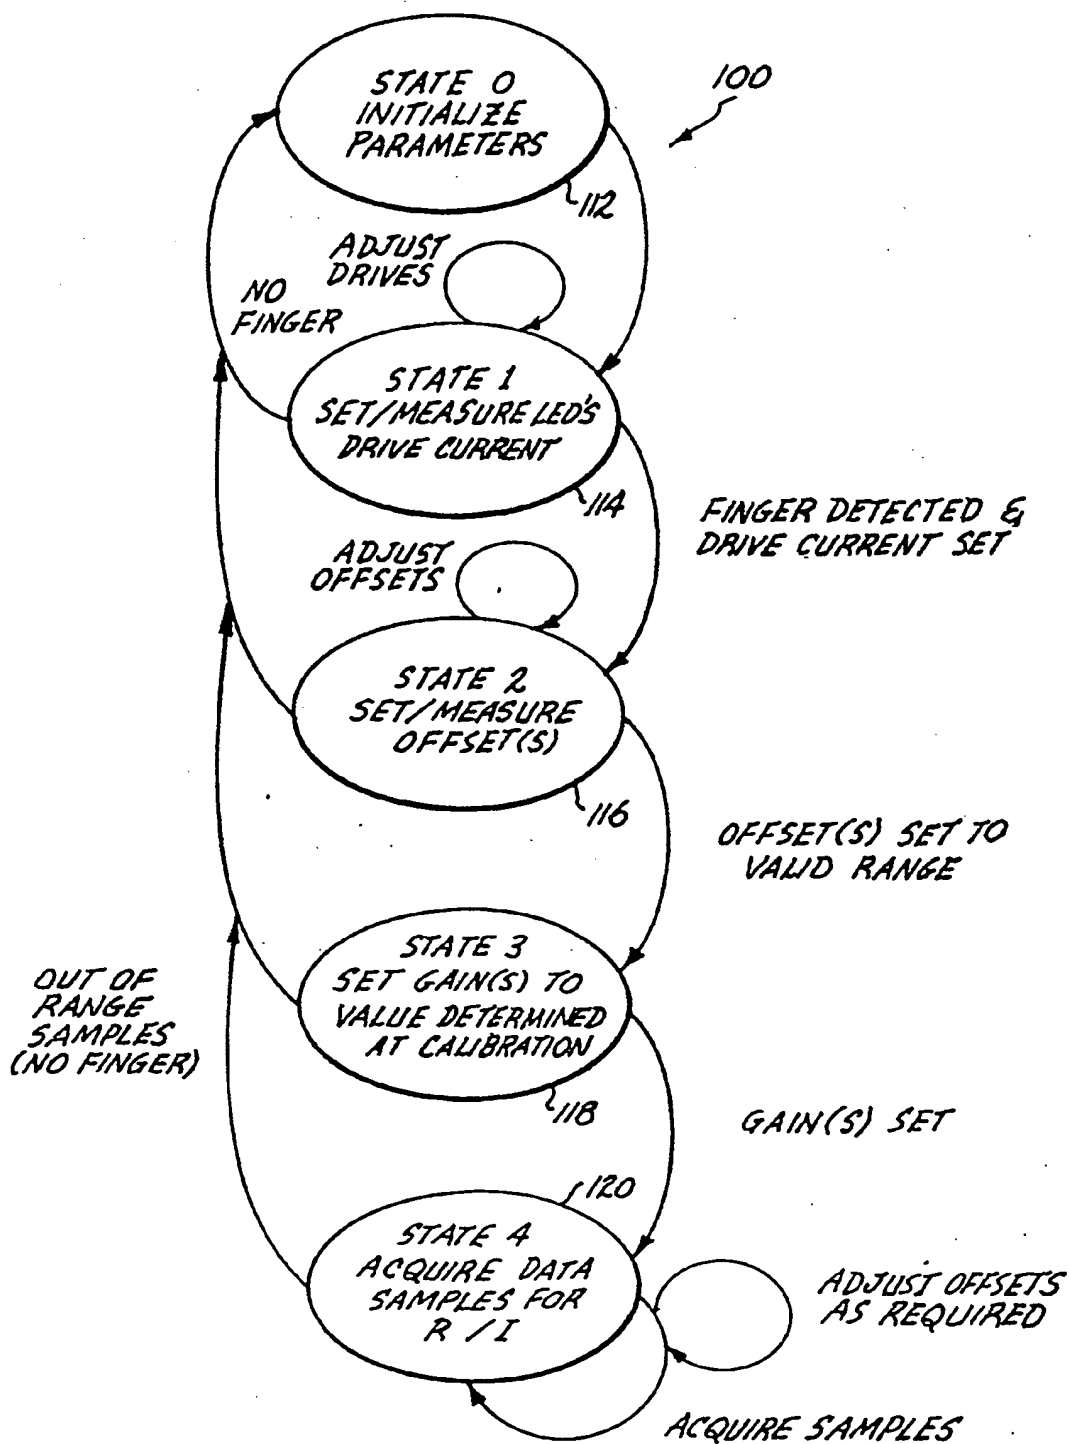 STATE 0
INITIALIZE
PARAMETERS
100
112
ADJUST
DRIVES
NO
FINGER
STATE 1
SET/MEASURE LED'S
DRIVE CURRENT
114
FINGER DETECTED &
DRIVE CURRENT SET
ADJUST
OFFSETS
STATE 2
SET/MEASURE
OFFSET(S)
116
OFFSET(S) SET TO
VALID RANGE
STATE 3
SET GAIN(S) TO
VALUE DETERMINED
AT CALIBRATION
118
OUT OF
RANGE
SAMPLES
(NO FINGER)
GAIN(S) SET
120
STATE 4
ACQUIRE DATA
SAMPLES FOR
R / I
ADJUST OFFSETS
AS REQUIRED
ACQUIRE SAMPLES